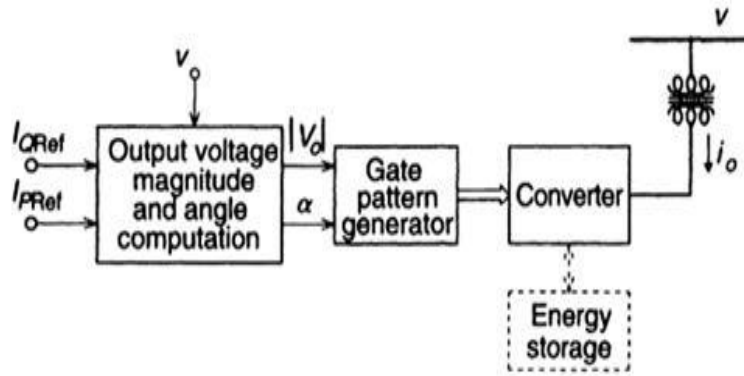 v
v
I_QRef
I_PRef
Output voltage
magnitude
and angle
computation
|V_o|
α
Gate
pattern
generator
Converter
i_o
Energy
storage